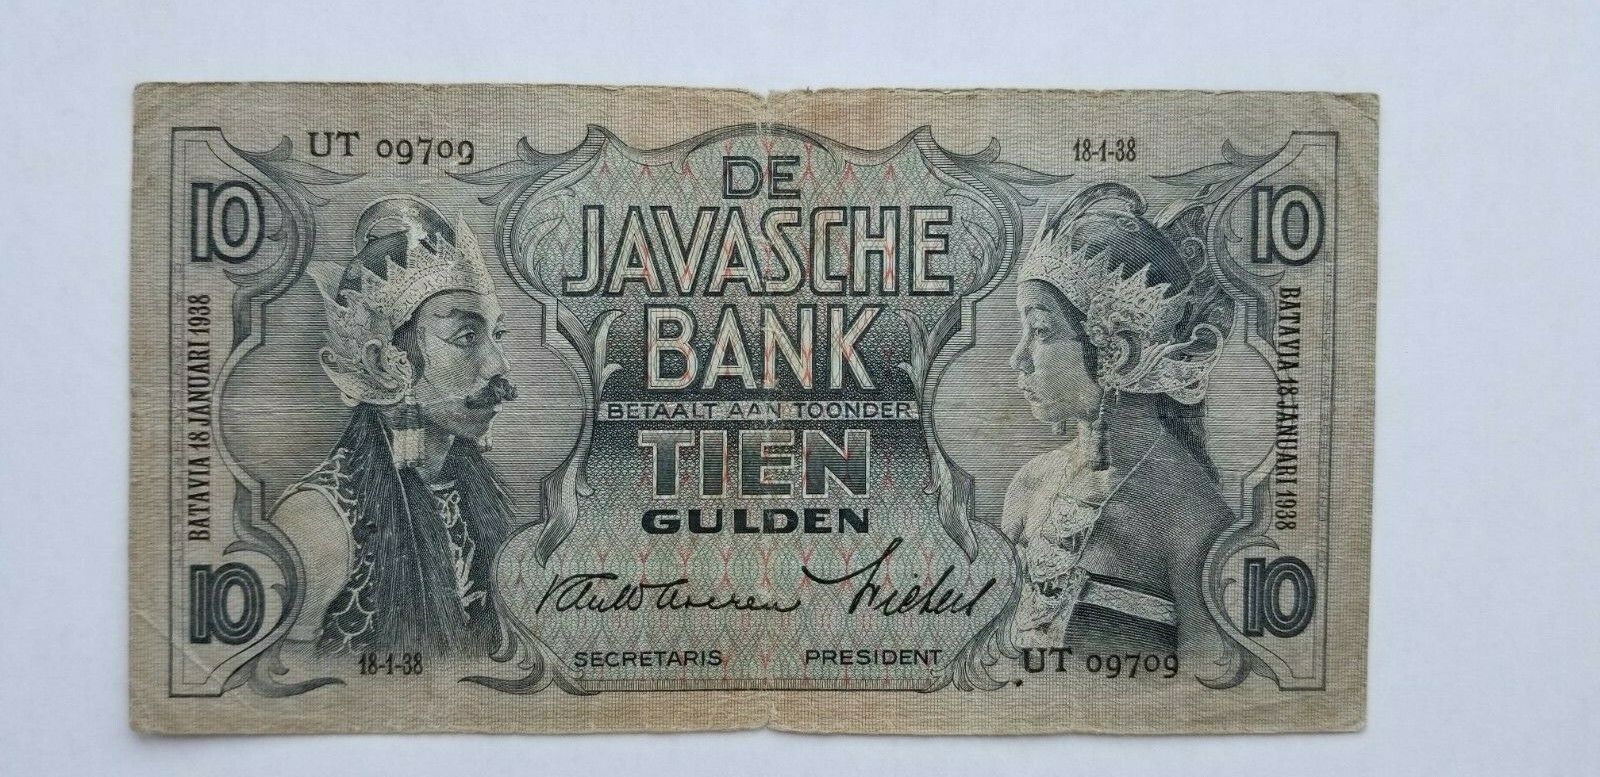 UT 09709
18-1-38
10
10
DE
JAVASCHE
BANK
BETAALT AAN TOONDER
TIEN
GULDEN
BATAVIA 18 JANUARI 1938
BATAVIA 18 JANUARI 1938
10
10
18-1-38
SECRETARIS
PRESIDENT
UT 09709